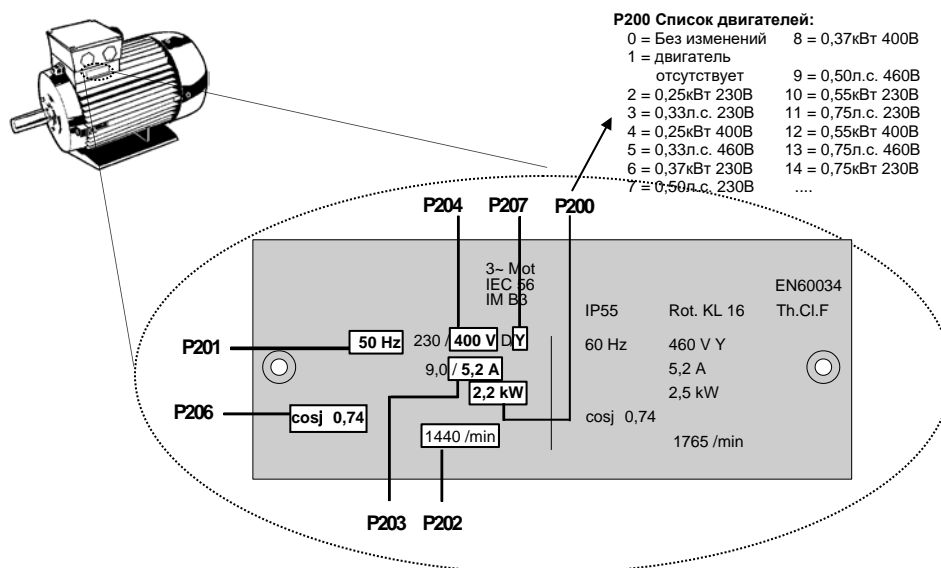 P200 Список двигателей:
0 = Без изменений 8 = 0,37кВт 400В
1 = двигатель
отсутствует 9 = 0,50л.с. 460В
2 = 0,25кВт 230В 10 = 0,55кВт 230В
3 = 0,33л.с. 230В 11 = 0,75л.с. 230В
4 = 0,25кВт 400В 12 = 0,55кВт 400В
5 = 0,33л.с. 460В 13 = 0,75л.с. 460В
6 = 0,37кВт 230В 14 = 0,75кВт 230В
7 = 0,50л.с. 230В ....
P204 P207 P200
3~ Mot
IEC 56
IM B3
EN60034
IP55 Rot. KL 16 Th.Cl.F
P201 50 Hz 230 / 400 V D Y 60 Hz 460 V Y
9,0 / 5,2 A 5,2 A
2,2 kW 2,5 kW
P206 cosj 0,74 cosj 0,74
1440 /min 1765 /min
P203 P202